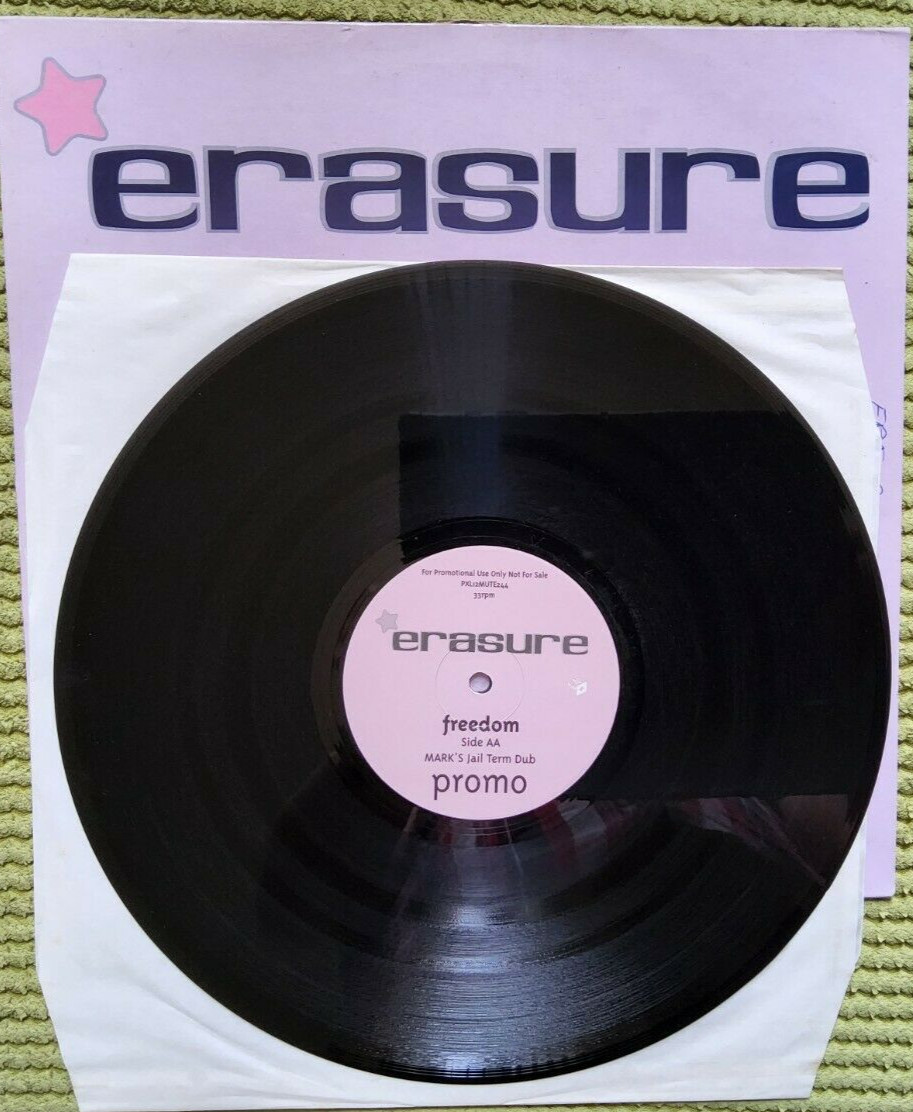 erasure
For Promotional Use Only Not For Sale
PXL12MUTE244
33rpm
erasure
freedom
Side AA
MARK'S Jail Term Dub
promo